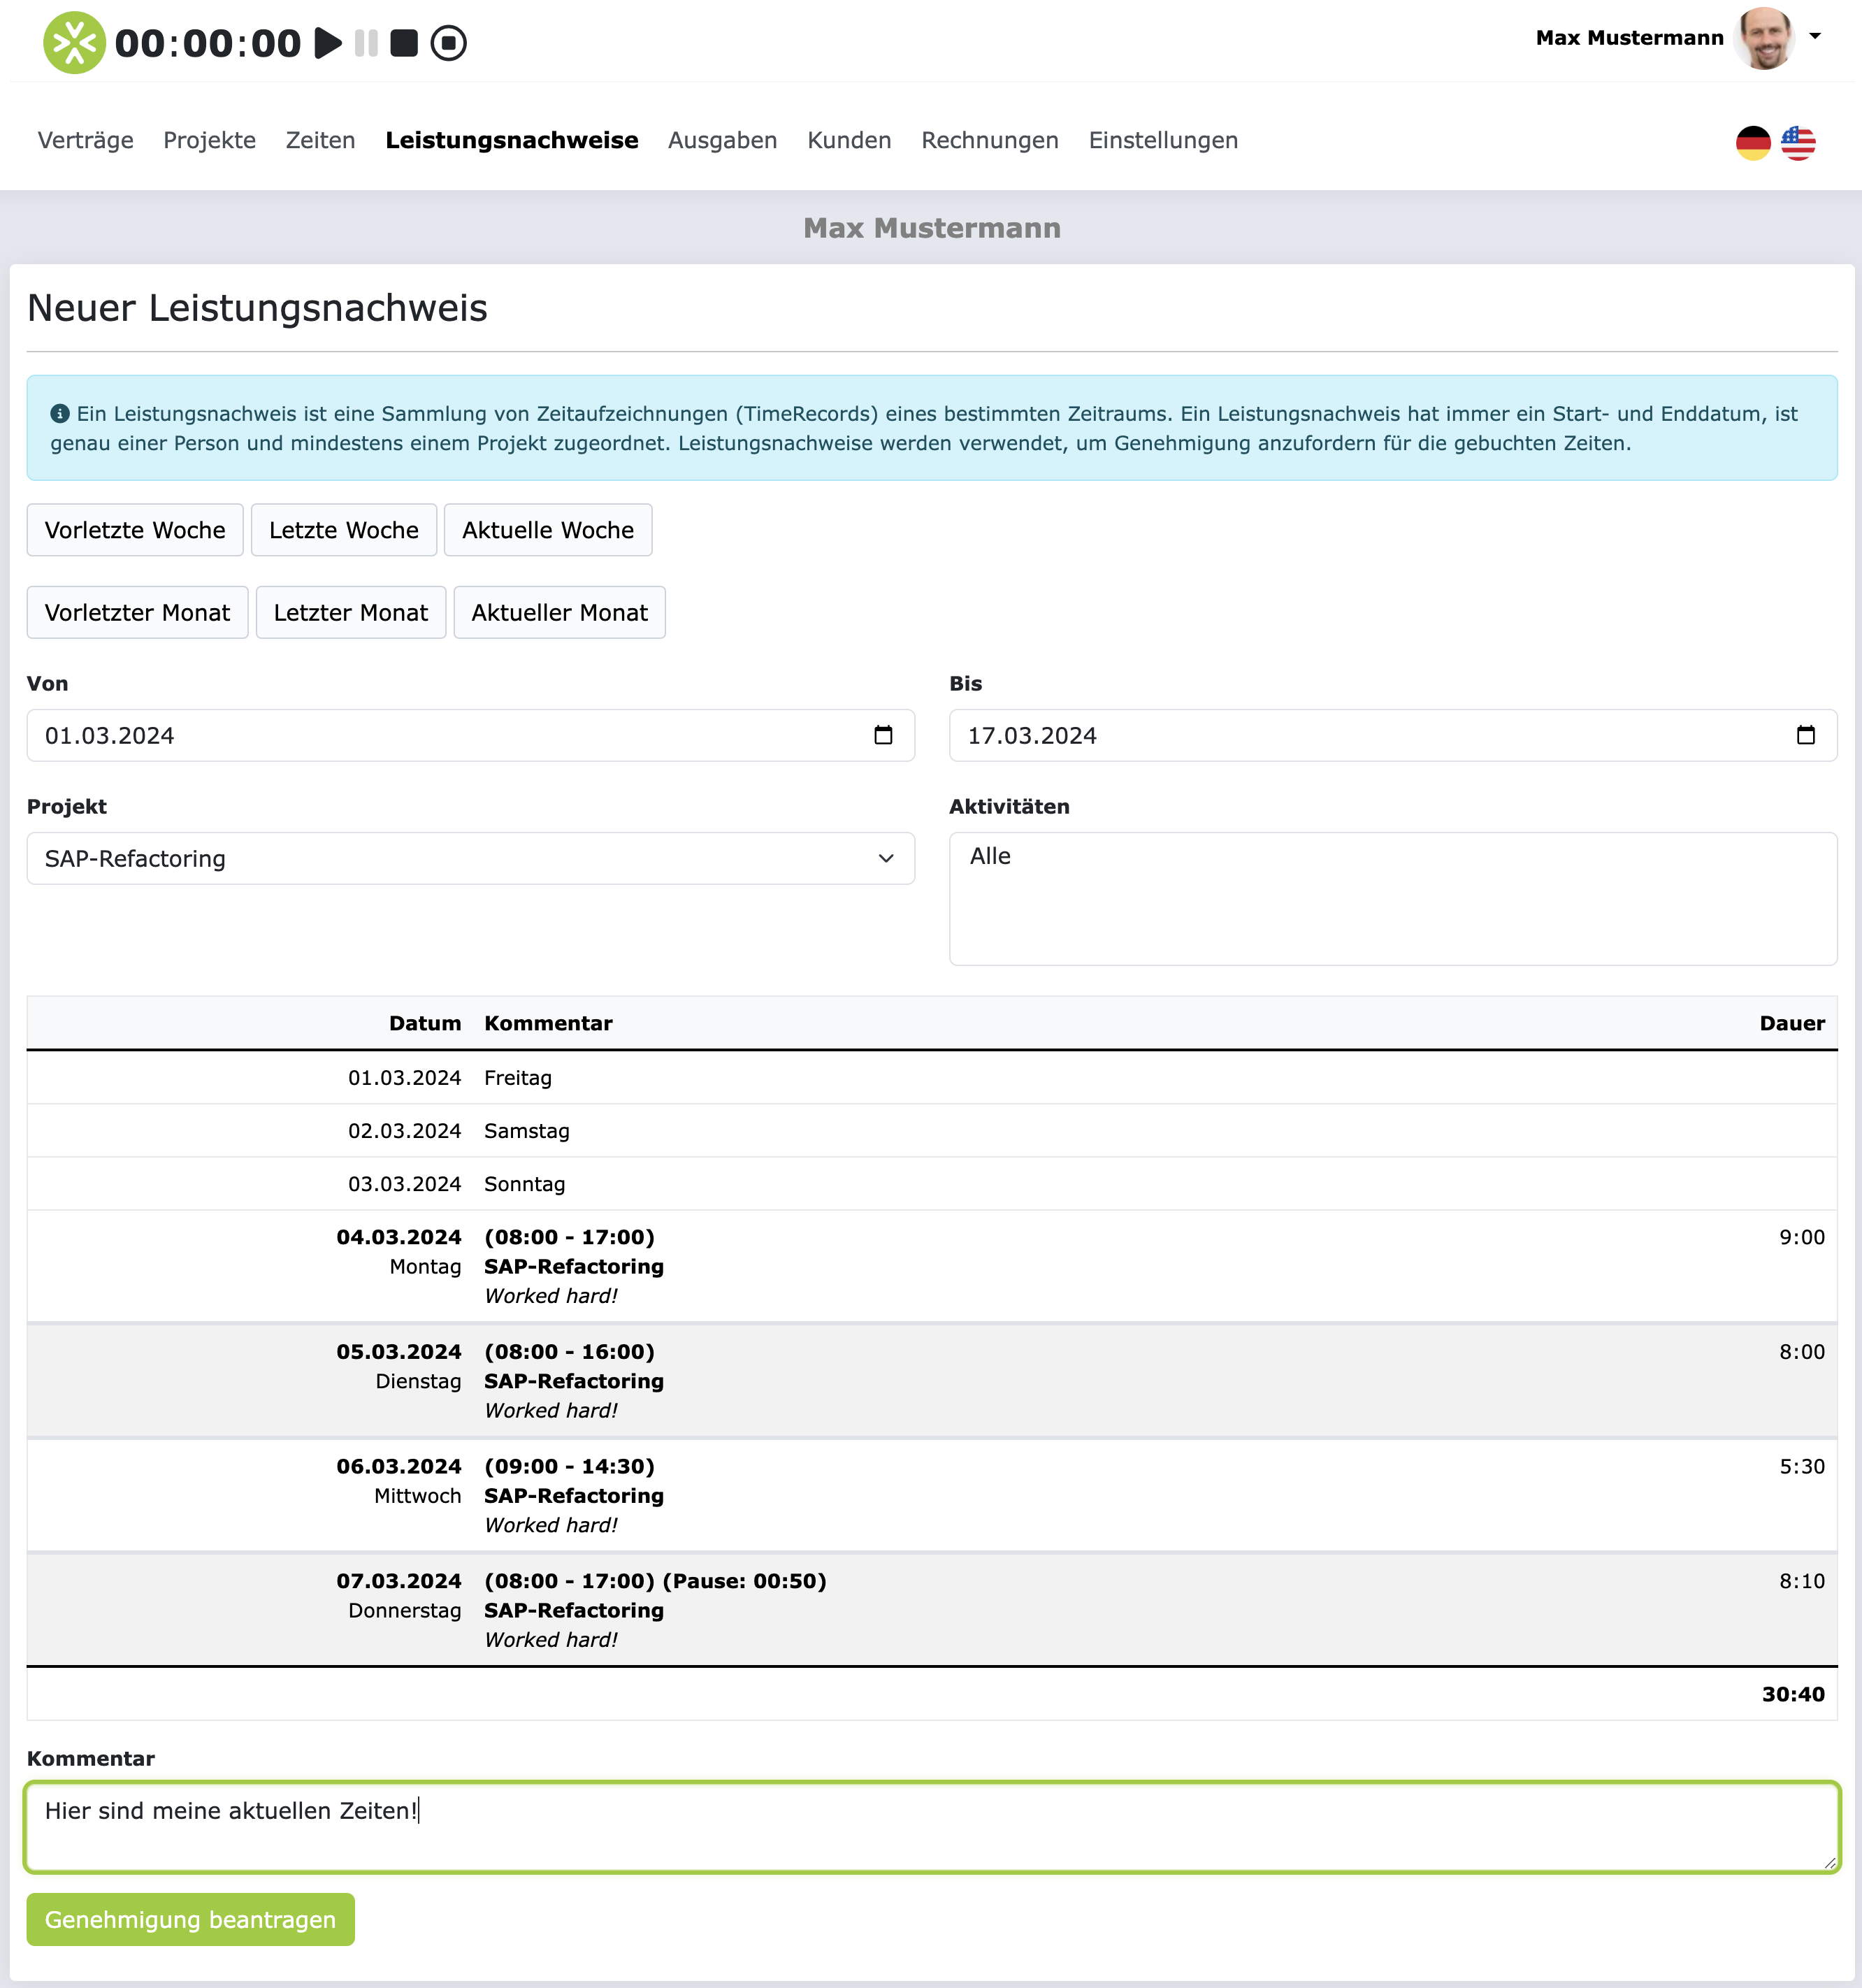 00:00:00
Max Mustermann
Verträge Projekte Zeiten Leistungsnachweise Ausgaben Kunden Rechnungen Einstellungen
Max Mustermann
Neuer Leistungsnachweis
Ein Leistungsnachweis ist eine Sammlung von Zeitaufzeichnungen (TimeRecords) eines bestimmten Zeitraums. Ein Leistungsnachweis hat immer ein Start- und Enddatum, ist
genau einer Person und mindestens einem Projekt zugeordnet. Leistungsnachweise werden verwendet, um Genehmigung anzufordern für die gebuchten Zeiten.
Vorletzte Woche Letzte Woche Aktuelle Woche
Vorletzter Monat Letzter Monat Aktueller Monat
Von Bis
01.03.2024 17.03.2024
Projekt Aktivitäten
SAP-Refactoring Alle
Datum Kommentar Dauer
01.03.2024 Freitag
02.03.2024 Samstag
03.03.2024 Sonntag
04.03.2024 (08:00 - 17:00) 9:00
Montag SAP-Refactoring
Worked hard!
05.03.2024 (08:00 - 16:00) 8:00
Dienstag SAP-Refactoring
Worked hard!
06.03.2024 (09:00 - 14:30) 5:30
Mittwoch SAP-Refactoring
Worked hard!
07.03.2024 (08:00 - 17:00) (Pause: 00:50) 8:10
Donnerstag SAP-Refactoring
Worked hard!
30:40
Kommentar
Hier sind meine aktuellen Zeiten!
Genehmigung beantragen